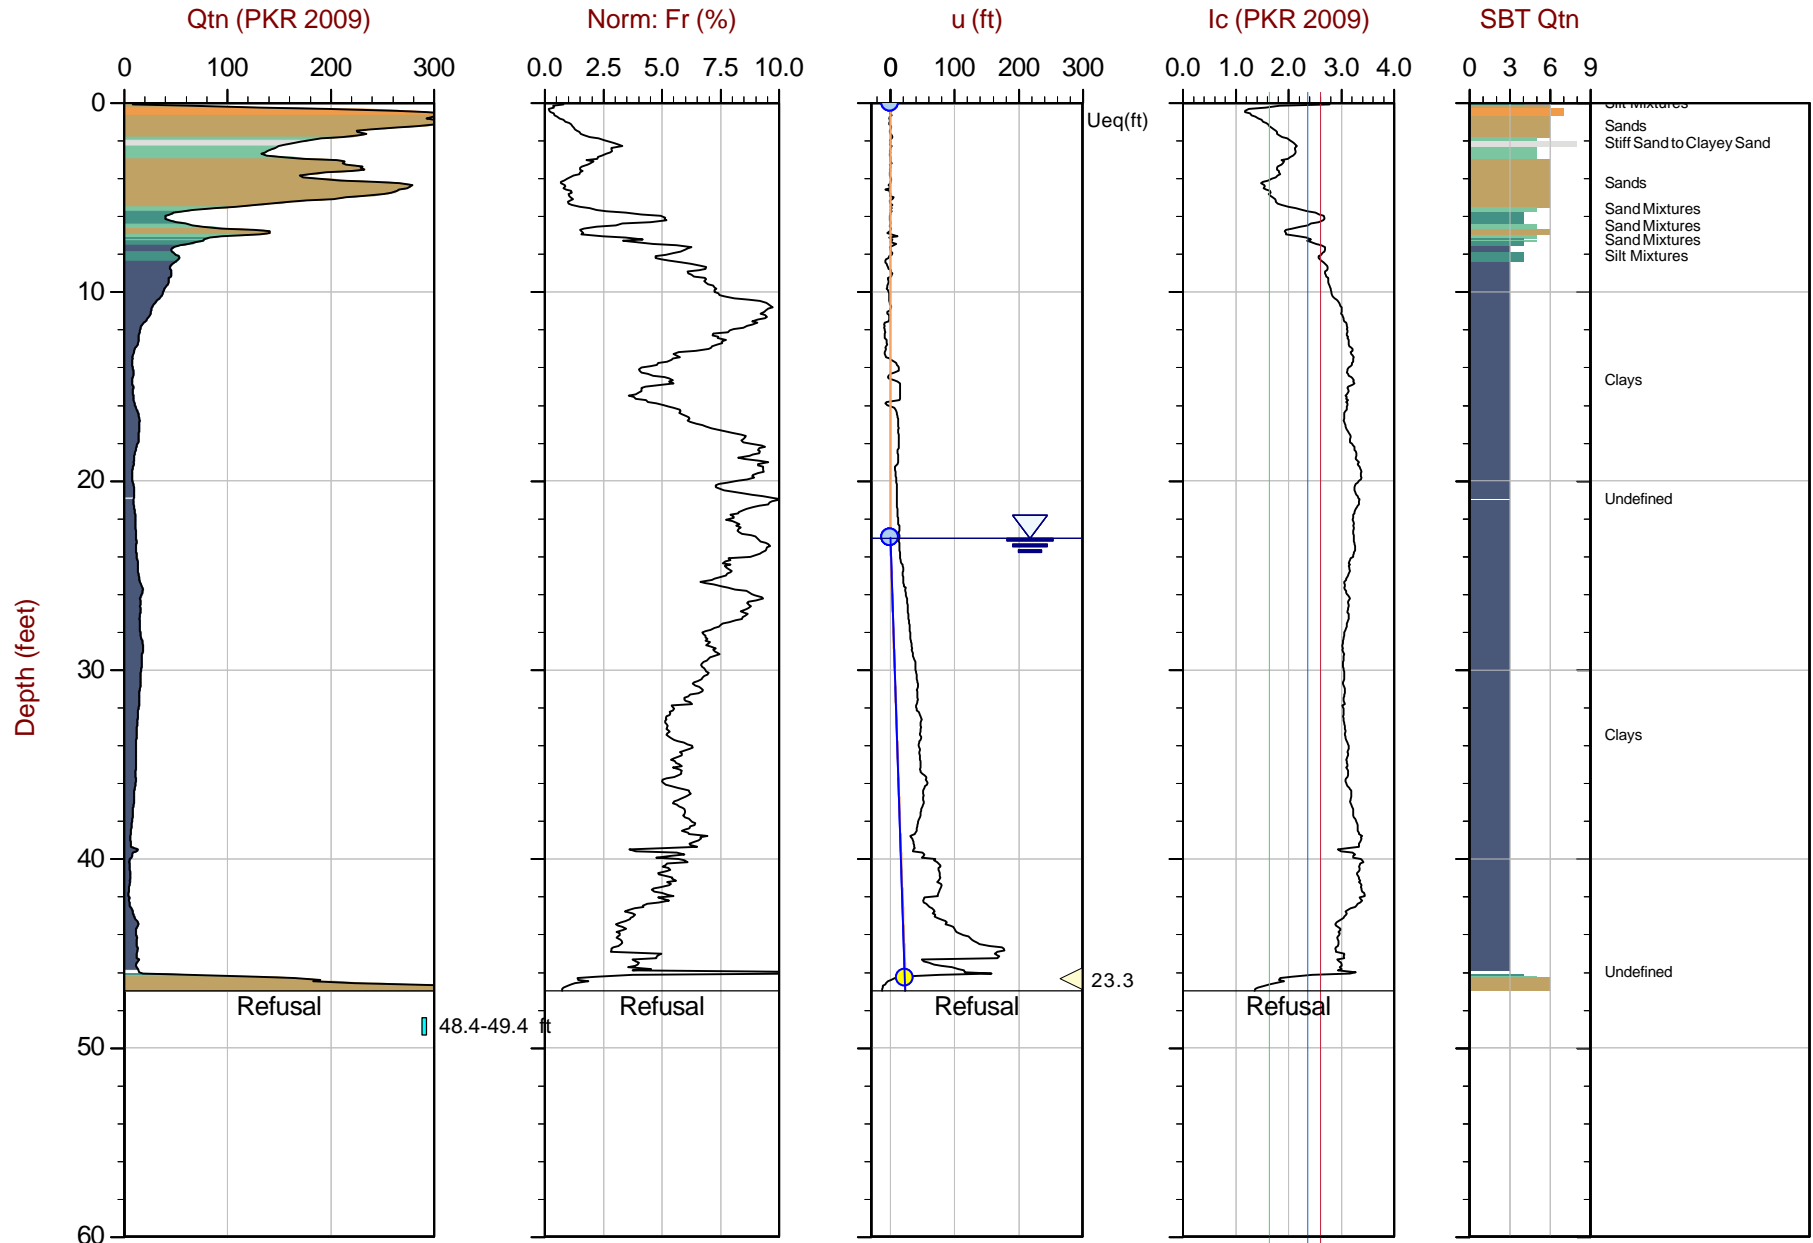 Qtn (PKR 2009) Norm: Fr (%) u (ft) Ic (PKR 2009) SBT Qtn
0 100 200 300 0.0 2.5 5.0 7.5 10.0 0 100 200 300 0.0 1.0 2.0 3.0 4.0 0 3 6 9
0
Silt Mixtures
Ueq(ft)
Sands
Stiff Sand to Clayey Sand
Sands
Sand Mixtures
Sand Mixtures
Sand Mixtures
Silt Mixtures
10
Clays
20
Undefined
Depth (feet)
30
Clays
40
Undefined
23.3
Refusal Refusal Refusal Refusal
48.4-49.4 ft
50
60